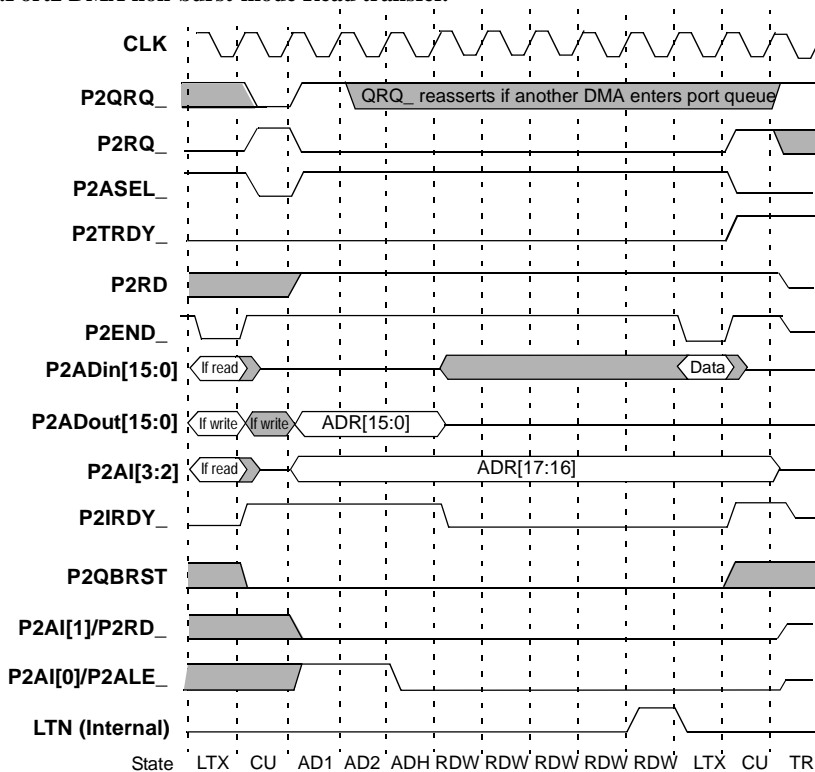 Port2 DMA non-burst-mode Read transfer.
CLK
P2QRQ_
QRQ_ reasserts if another DMA enters port queue
P2RQ_
P2ASEL_
P2TRDY_
P2RD
P2END_
P2ADin[15:0] If read Data
P2ADout[15:0] If write If write ADR[15:0]
P2AI[3:2] If read ADR[17:16]
P2IRDY_
P2QBRST
P2AI[1]/P2RD_
P2AI[0]/P2ALE_
LTN (Internal)
State LTX CU AD1 AD2 ADH RDW RDW RDW RDW RDW LTX CU TR